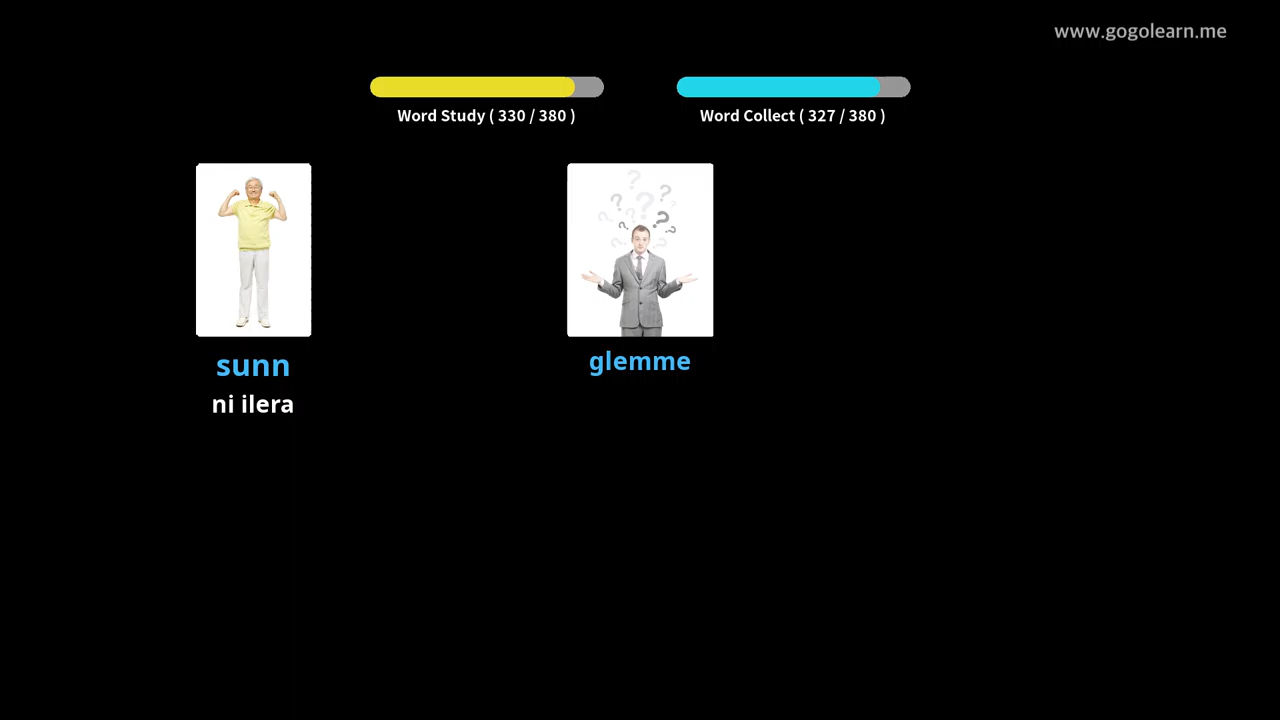 www.gogolearn.me
Word Study ( 330 / 380 )
Word Collect ( 327 / 380 )
sunn
ni ilera
glemme